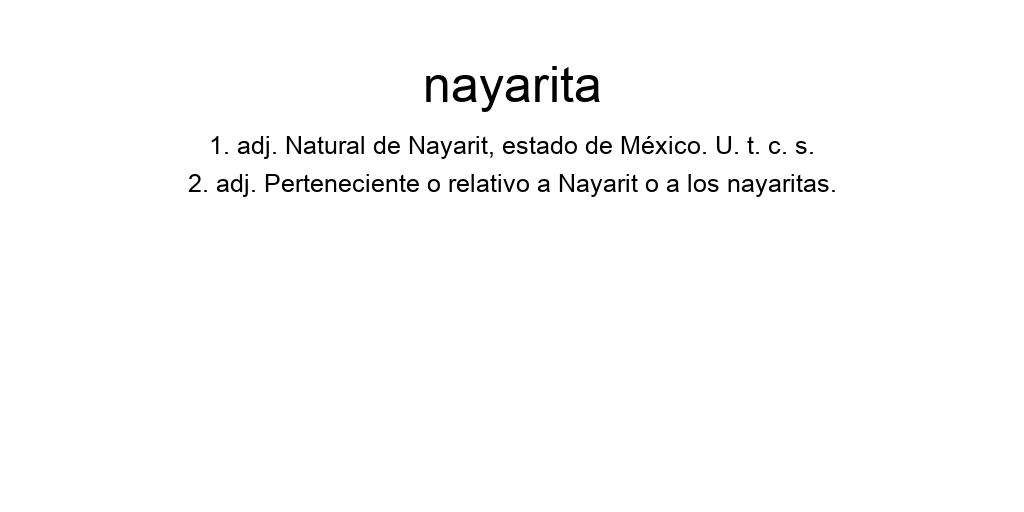 nayarita
1. adj. Natural de Nayarit, estado de México. U. t. c. s.
2. adj. Perteneciente o relativo a Nayarit o a los nayaritas.